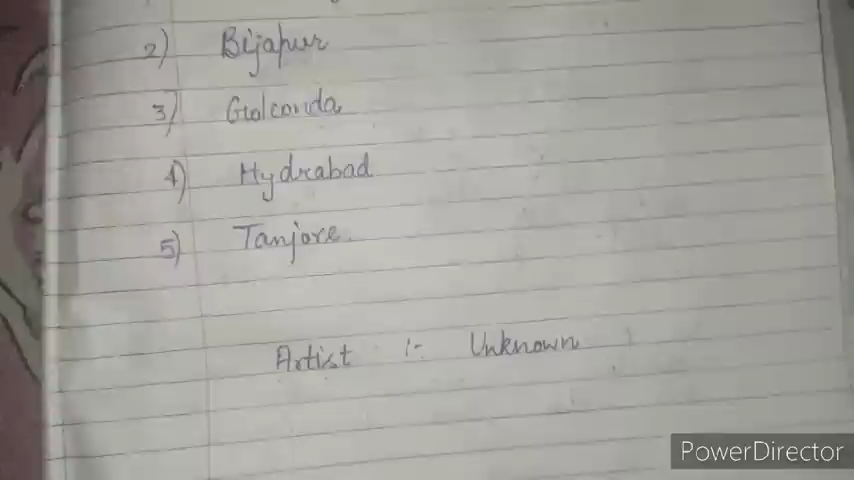 2) Bijapur
3) Golconda
4) Hydrabad
5) Tanjore.
Artist :- Unknown
PowerDirector